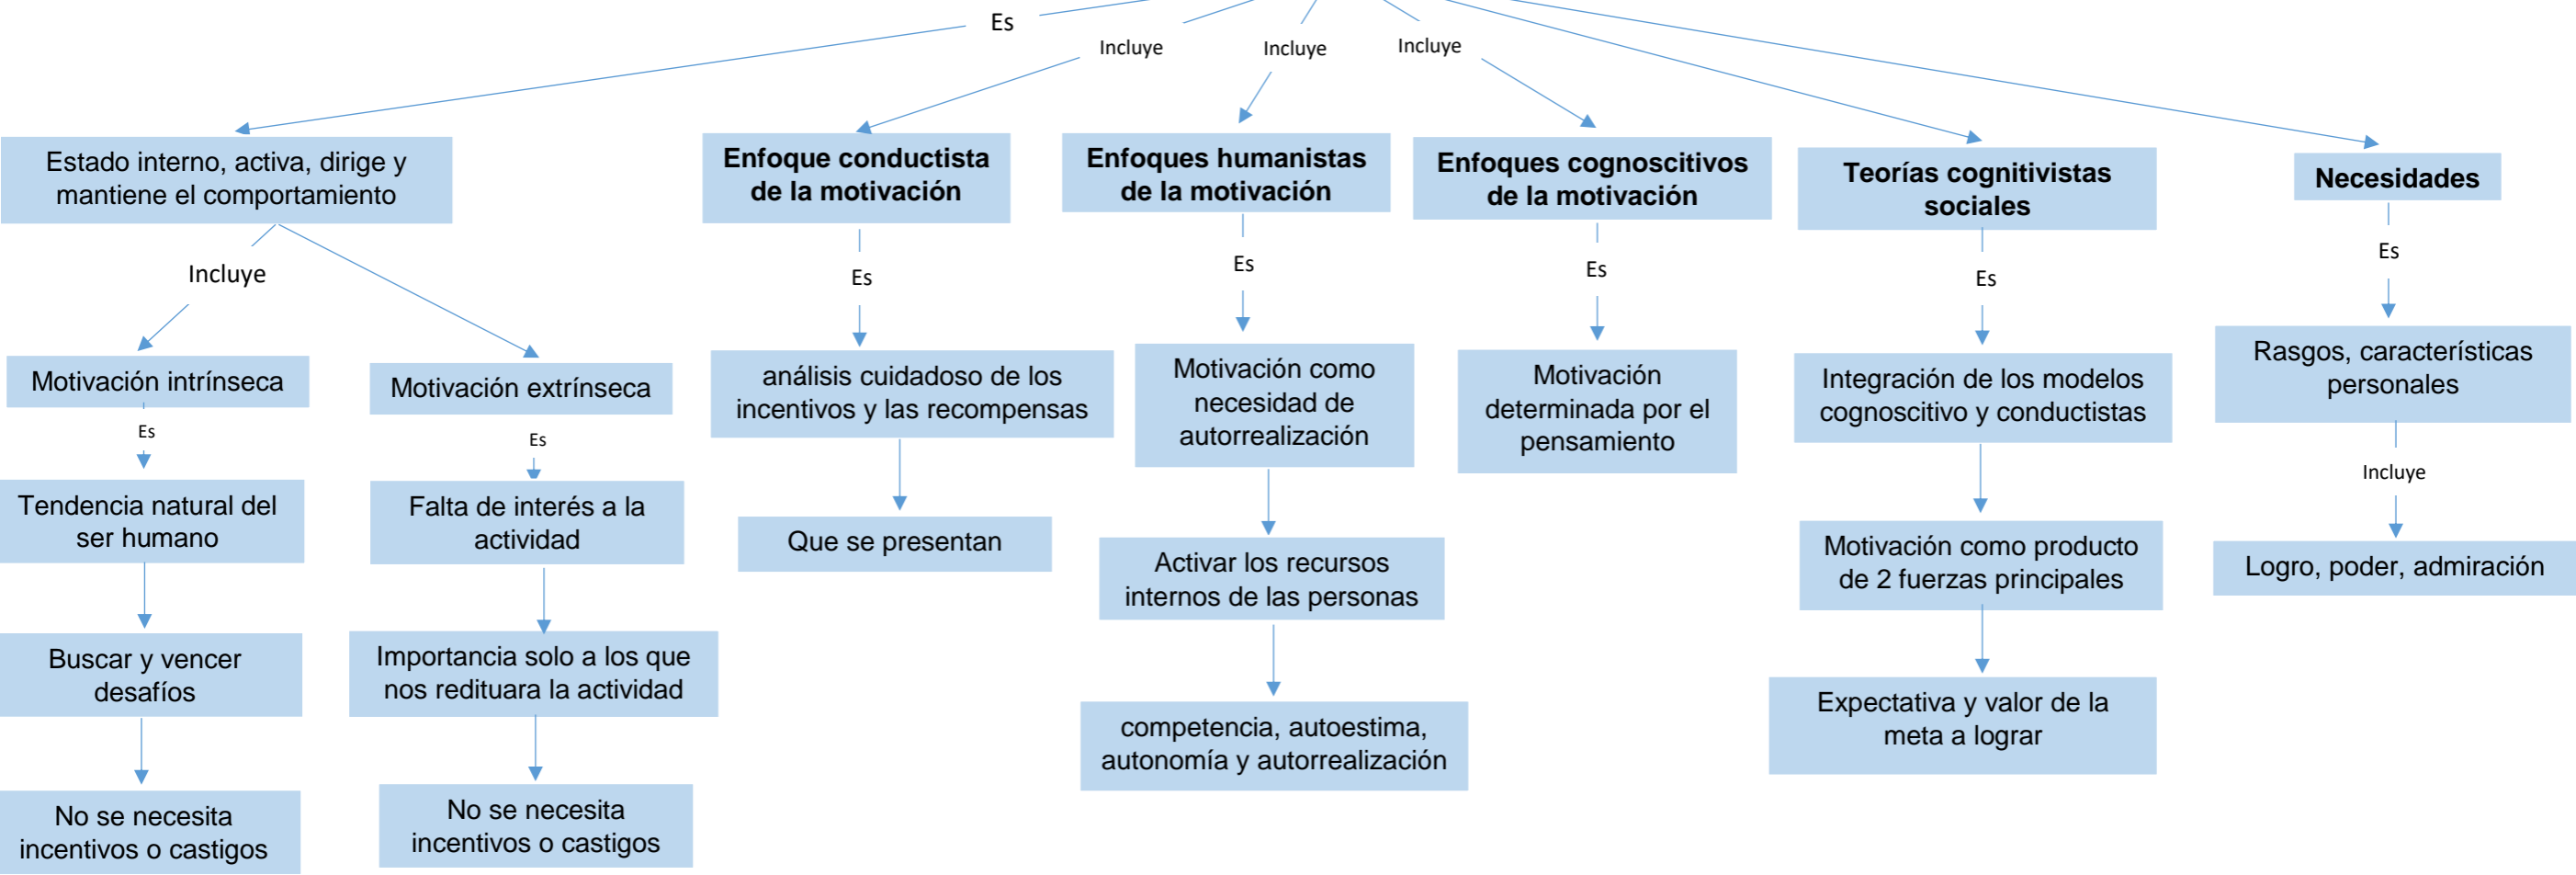 Es
Incluye
Incluye
Incluye
Estado interno, activa, dirige y
mantiene el comportamiento
Enfoque conductista
de la motivación
Enfoques humanistas
de la motivación
Enfoques cognoscitivos
de la motivación
Teorías cognitivistas
sociales
Necesidades
Incluye
Es
Es
Es
Es
Es
Motivación intrínseca
Motivación extrínseca
análisis cuidadoso de los
incentivos y las recompensas
Motivación como
necesidad de
autorrealización
Motivación
determinada por el
pensamiento
Integración de los modelos
cognoscitivo y conductistas
Rasgos, características
personales
Es
Es
Incluye
Tendencia natural del
ser humano
Falta de interés a la
actividad
Que se presentan
Activar los recursos
internos de las personas
Motivación como producto
de 2 fuerzas principales
Logro, poder, admiración
Buscar y vencer
desafíos
Importancia solo a los que
nos redituara la actividad
competencia, autoestima,
autonomía y autorrealización
Expectativa y valor de la
meta a lograr
No se necesita
incentivos o castigos
No se necesita
incentivos o castigos